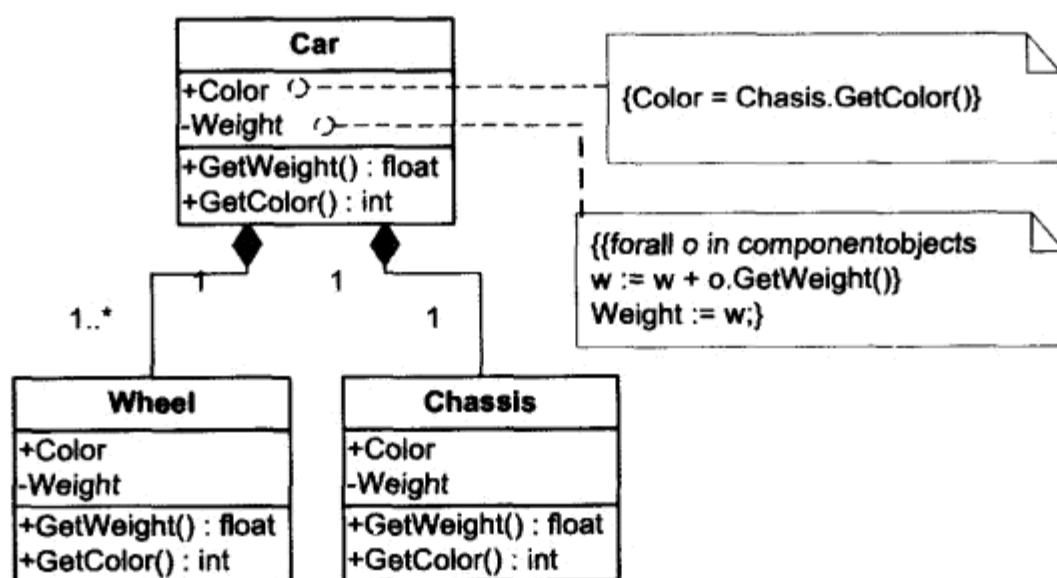 Car
+Color
-Weight
+GetWeight() : float
+GetColor() : int
{Color = Chasis.GetColor()}
{{forall o in componentobjects
w := w + o.GetWeight()}
Weight := w;}
1
1
1..*
1
Wheel
+Color
-Weight
+GetWeight() : float
+GetColor() : int
Chassis
+Color
-Weight
+GetWeight() : float
+GetColor() : int